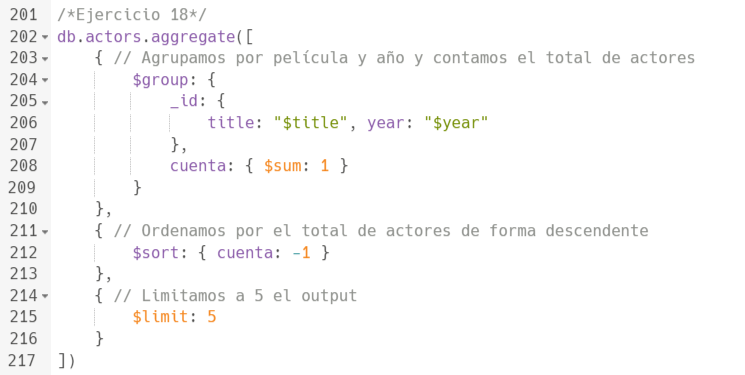 201 /*Ejercicio 18*/
202 db.actors.aggregate([
203     { // Agrupamos por película y año y contamos el total de actores
204         $group: {
205             _id: {
206                 title: "$title", year: "$year"
207             },
208             cuenta: { $sum: 1 }
209         }
210     },
211     { // Ordenamos por el total de actores de forma descendente
212         $sort: { cuenta: -1 }
213     },
214     { // Limitamos a 5 el output
215         $limit: 5
216     }
217 ])